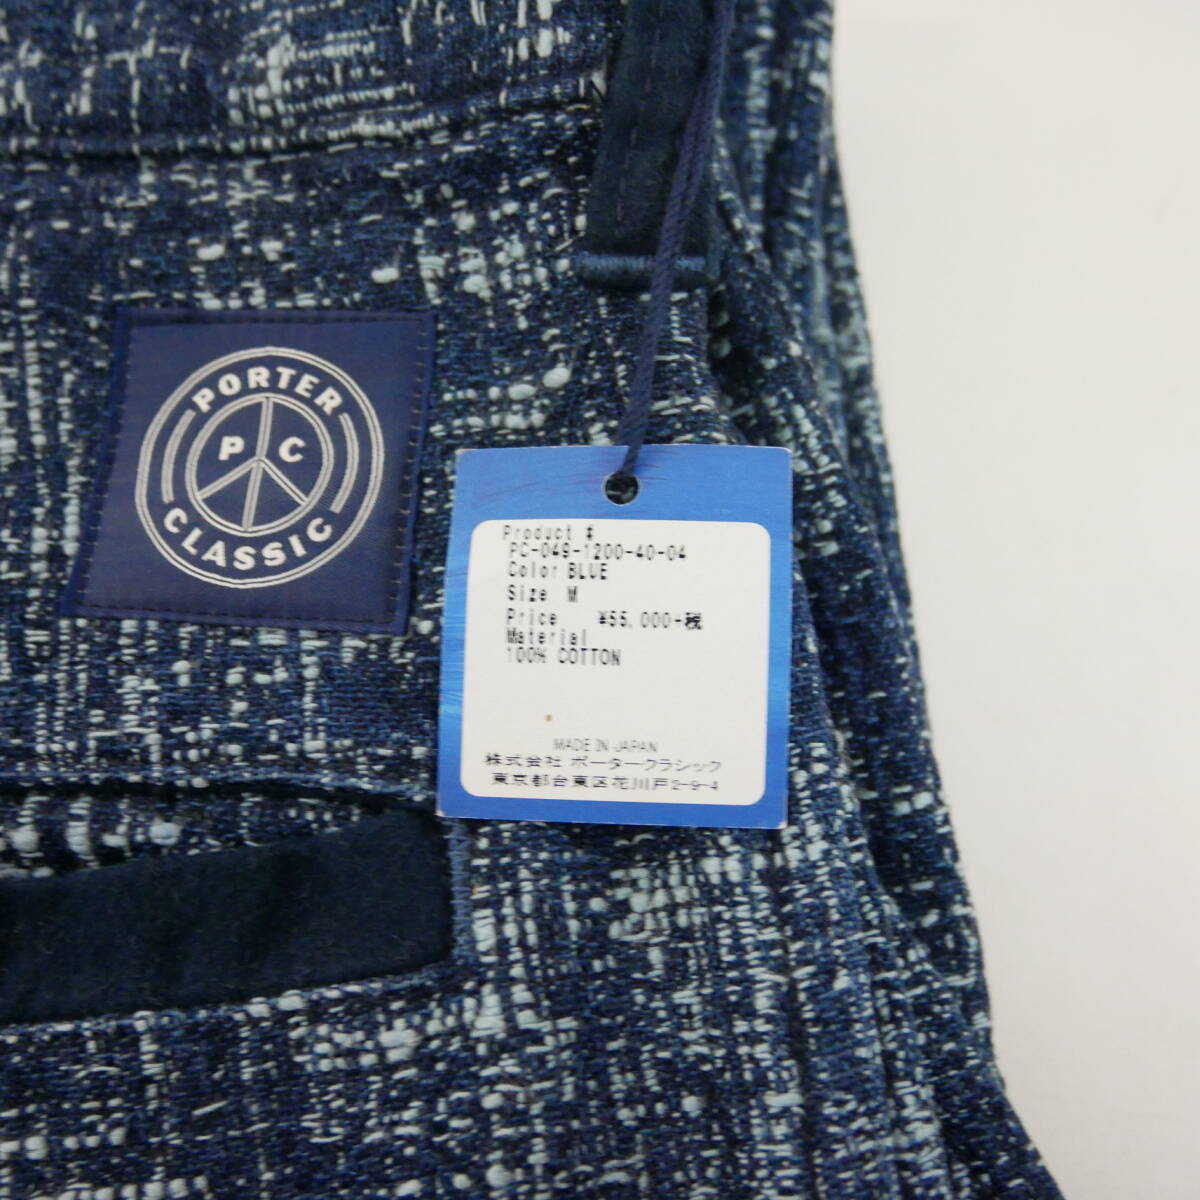 PORTER
P C
CLASSIC
Product #
PC-049-1200-40-04
Color BLUE
Size M
Price ¥55,000+税
Material
100% COTTON
MADE IN JAPAN
株式会社 ポータークラシック
東京都台東区花川戸2-9-4